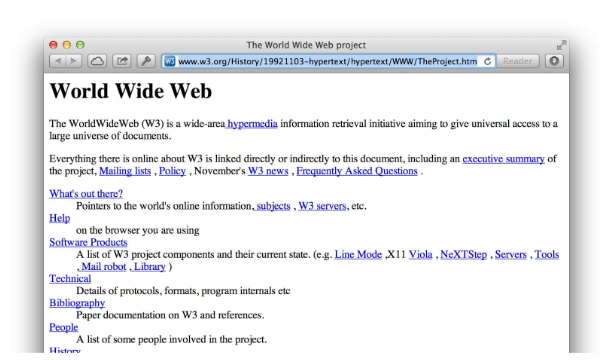 The World Wide Web project
www.w3.org/History/19921103-hypertext/hypertext/WWW/TheProject.htm
Reader
World Wide Web
The WorldWideWeb (W3) is a wide-area hypermedia information retrieval initiative aiming to give universal access to a
large universe of documents.
Everything there is online about W3 is linked directly or indirectly to this document, including an executive summary of
the project, Mailing lists , Policy , November's W3 news , Frequently Asked Questions .
What's out there?
Pointers to the world's online information, subjects , W3 servers, etc.
Help
on the browser you are using
Software Products
A list of W3 project components and their current state. (e.g. Line Mode ,X11 Viola , NeXTStep , Servers , Tools
, Mail robot , Library )
Technical
Details of protocols, formats, program internals etc
Bibliography
Paper documentation on W3 and references.
People
A list of some people involved in the project.
History